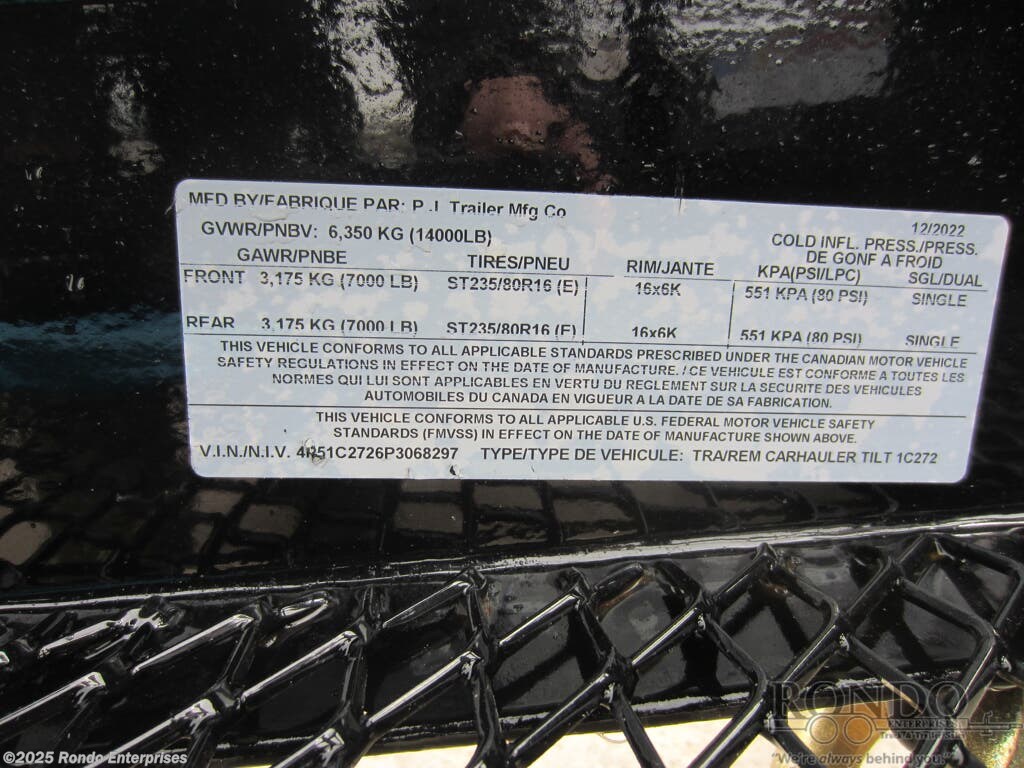 MFD BY/FABRIQUE PAR: P.J. Trailer Mfg Co
12/2022
GVWR/PNBV: 6,350 KG (14000LB)
COLD INFL. PRESS./PRESS. DE GONF A FROID
GAWR/PNBE TIRES/PNEU RIM/JANTE KPA(PSI/LPC) SGL/DUAL
FRONT 3,175 KG (7000 LB) ST235/80R16 (E) 16x6K 551 KPA (80 PSI) SINGLE
REAR 3,175 KG (7000 LB) ST235/80R16 (E) 16x6K 551 KPA (80 PSI) SINGLE
THIS VEHICLE CONFORMS TO ALL APPLICABLE STANDARDS PRESCRIBED UNDER THE CANADIAN MOTOR VEHICLE
SAFETY REGULATIONS IN EFFECT ON THE DATE OF MANUFACTURE. / CE VEHICULE EST CONFORME A TOUTES LES
NORMES QUI LUI SONT APPLICABLES EN VERTU DU REGLEMENT SUR LA SECURITE DES VEHICULES
AUTOMOBILES DU CANADA EN VIGUEUR A LA DATE DE SA FABRICATION.
THIS VEHICLE CONFORMS TO ALL APPLICABLE U.S. FEDERAL MOTOR VEHICLE SAFETY
STANDARDS (FMVSS) IN EFFECT ON THE DATE OF MANUFACTURE SHOWN ABOVE.
V.I.N./N.I.V. 51C2726P3068297 TYPE/TYPE DE VEHICULE: TRA/REM CARHAULER TILT 1C272
RONDO
ENTERPRISES
"We're always behind you."
©2025 Rondo Enterprises